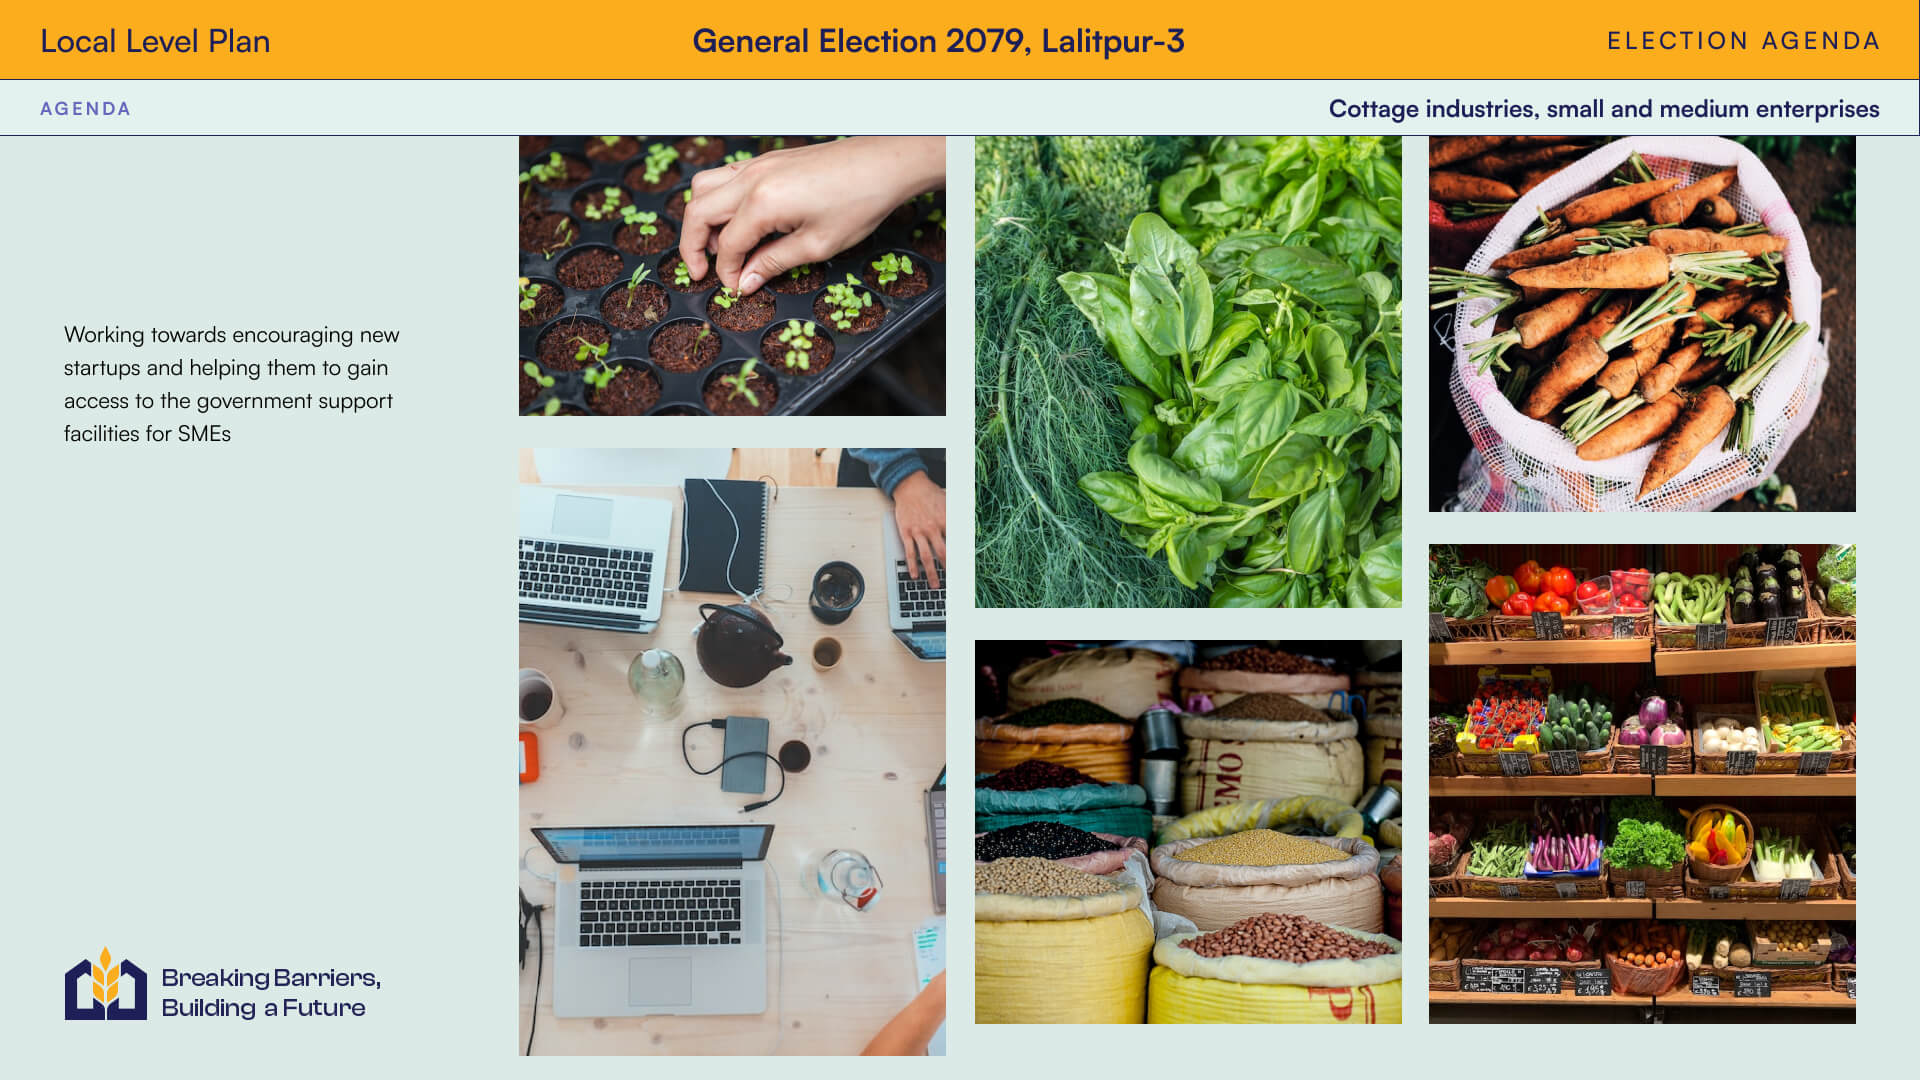 Local Level Plan
General Election 2079, Lalitpur-3
ELECTION AGENDA
AGENDA
Cottage industries, small and medium enterprises
Working towards encouraging new
startups and helping them to gain
access to the government support
facilities for SMEs
Breaking Barriers,
Building a Future